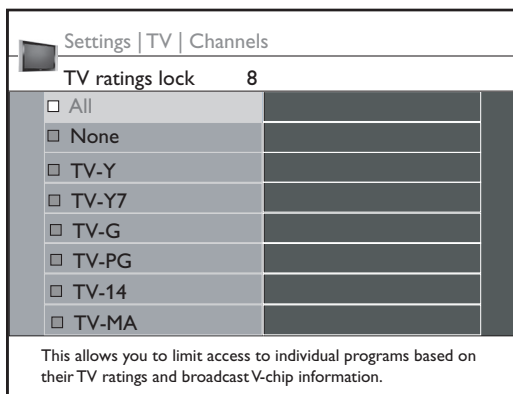 Settings | TV | Channels
TV ratings lock 8
All
None
TV-Y
TV-Y7
TV-G
TV-PG
TV-14
TV-MA
This allows you to limit access to individual programs based on
their TV ratings and broadcast V-chip information.